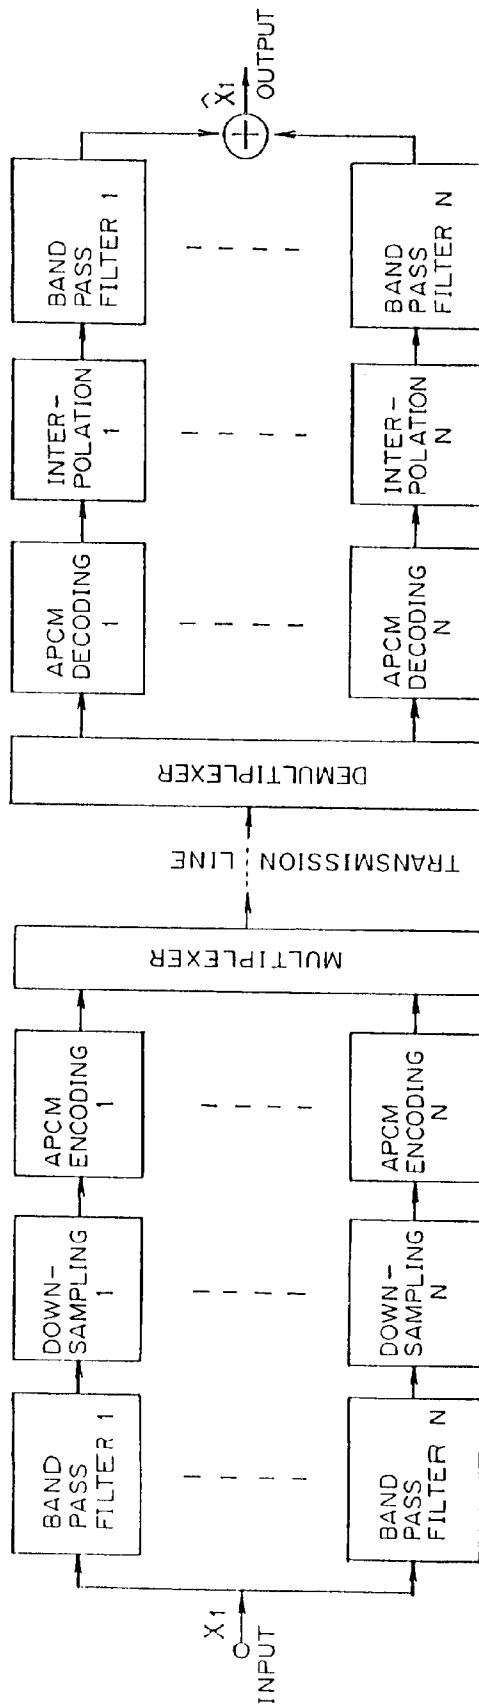 X1
INPUT
BAND
PASS
FILTER 1
BAND
PASS
FILTER N
DOWN-
SAMPLING
1
DOWN-
SAMPLING
N
APCM
ENCODING
1
APCM
ENCODING
N
MULTIPLEXER
TRANSMISSION LINE
DEMULTIPLEXER
APCM
DECODING
1
APCM
DECODING
N
INTER-
POLATION
1
INTER-
POLATION
N
BAND
PASS
FILTER 1
BAND
PASS
FILTER N
+
X̂1
OUTPUT